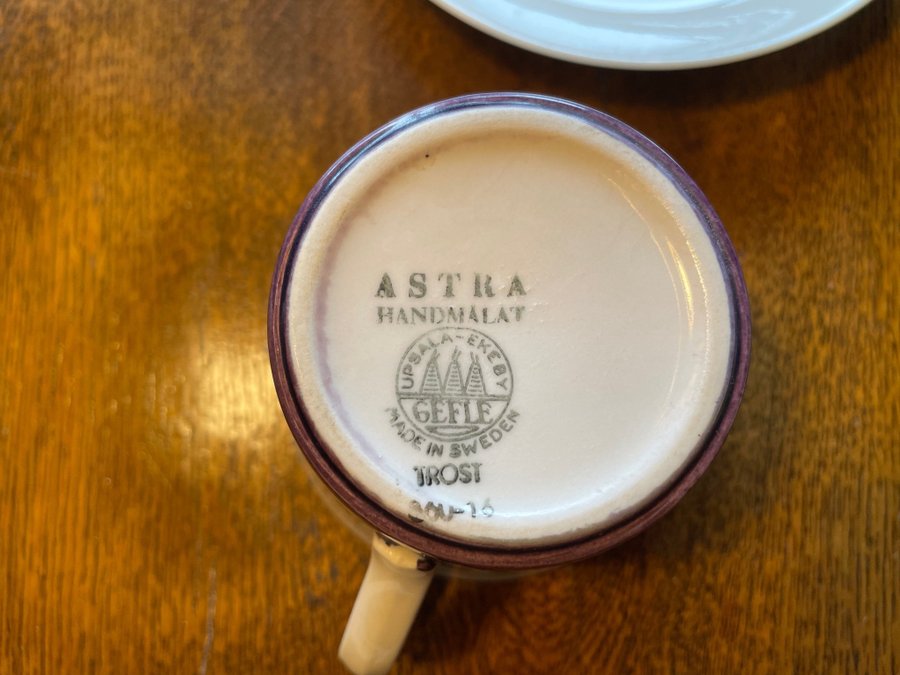 ASTRA
HANDMÅLAT
UPSALA-EKEBY
GEFLE
MADE IN SWEDEN
TROST